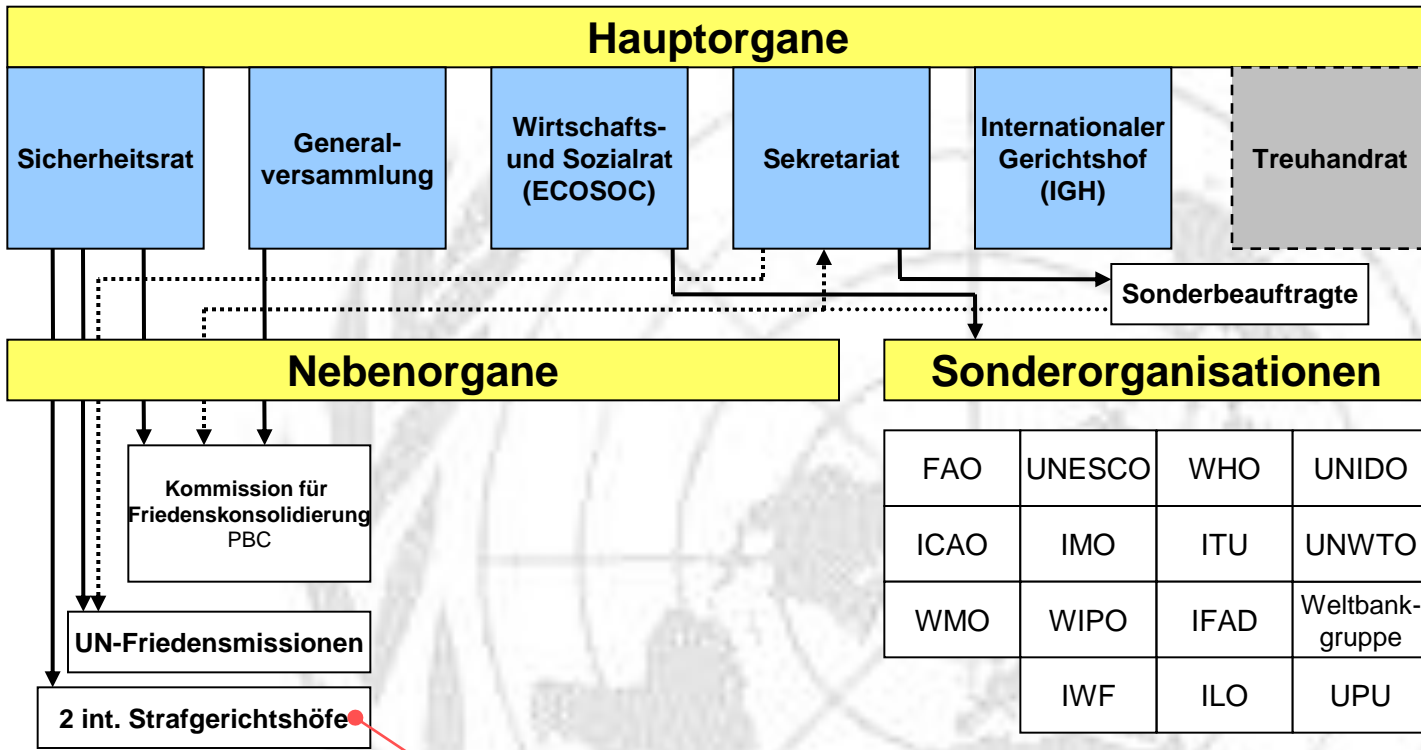 Hauptorgane
Sicherheitsrat
General-
versammlung
Wirtschafts-
und Sozialrat
(ECOSOC)
Sekretariat
Internationaler
Gerichtshof
(IGH)
Treuhandrat
Sonderbeauftragte
Nebenorgane
Kommission für
Friedenskonsolidierung
PBC
UN-Friedensmissionen
2 int. Strafgerichtshöfe
Sonderorganisationen
FAO UNESCO WHO UNIDO
ICAO IMO ITU UNWTO
WMO WIPO IFAD Weltbank-
gruppe
IWF ILO UPU